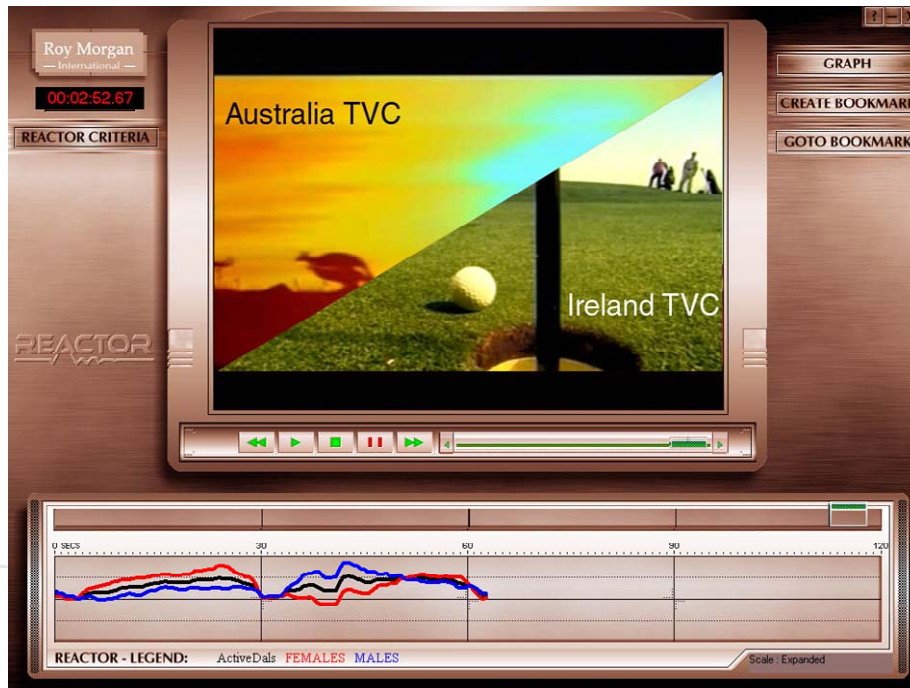 Roy Morgan
International
00:02:52.67
REACTOR CRITERIA
REACTOR
Australia TVC
Ireland TVC
? —
GRAPH
CREATE BOOKMARK
GOTO BOOKMARK
0 SECS 30 60 90 120
REACTOR - LEGEND: ActiveDals FEMALES MALES
Scale : Expanded